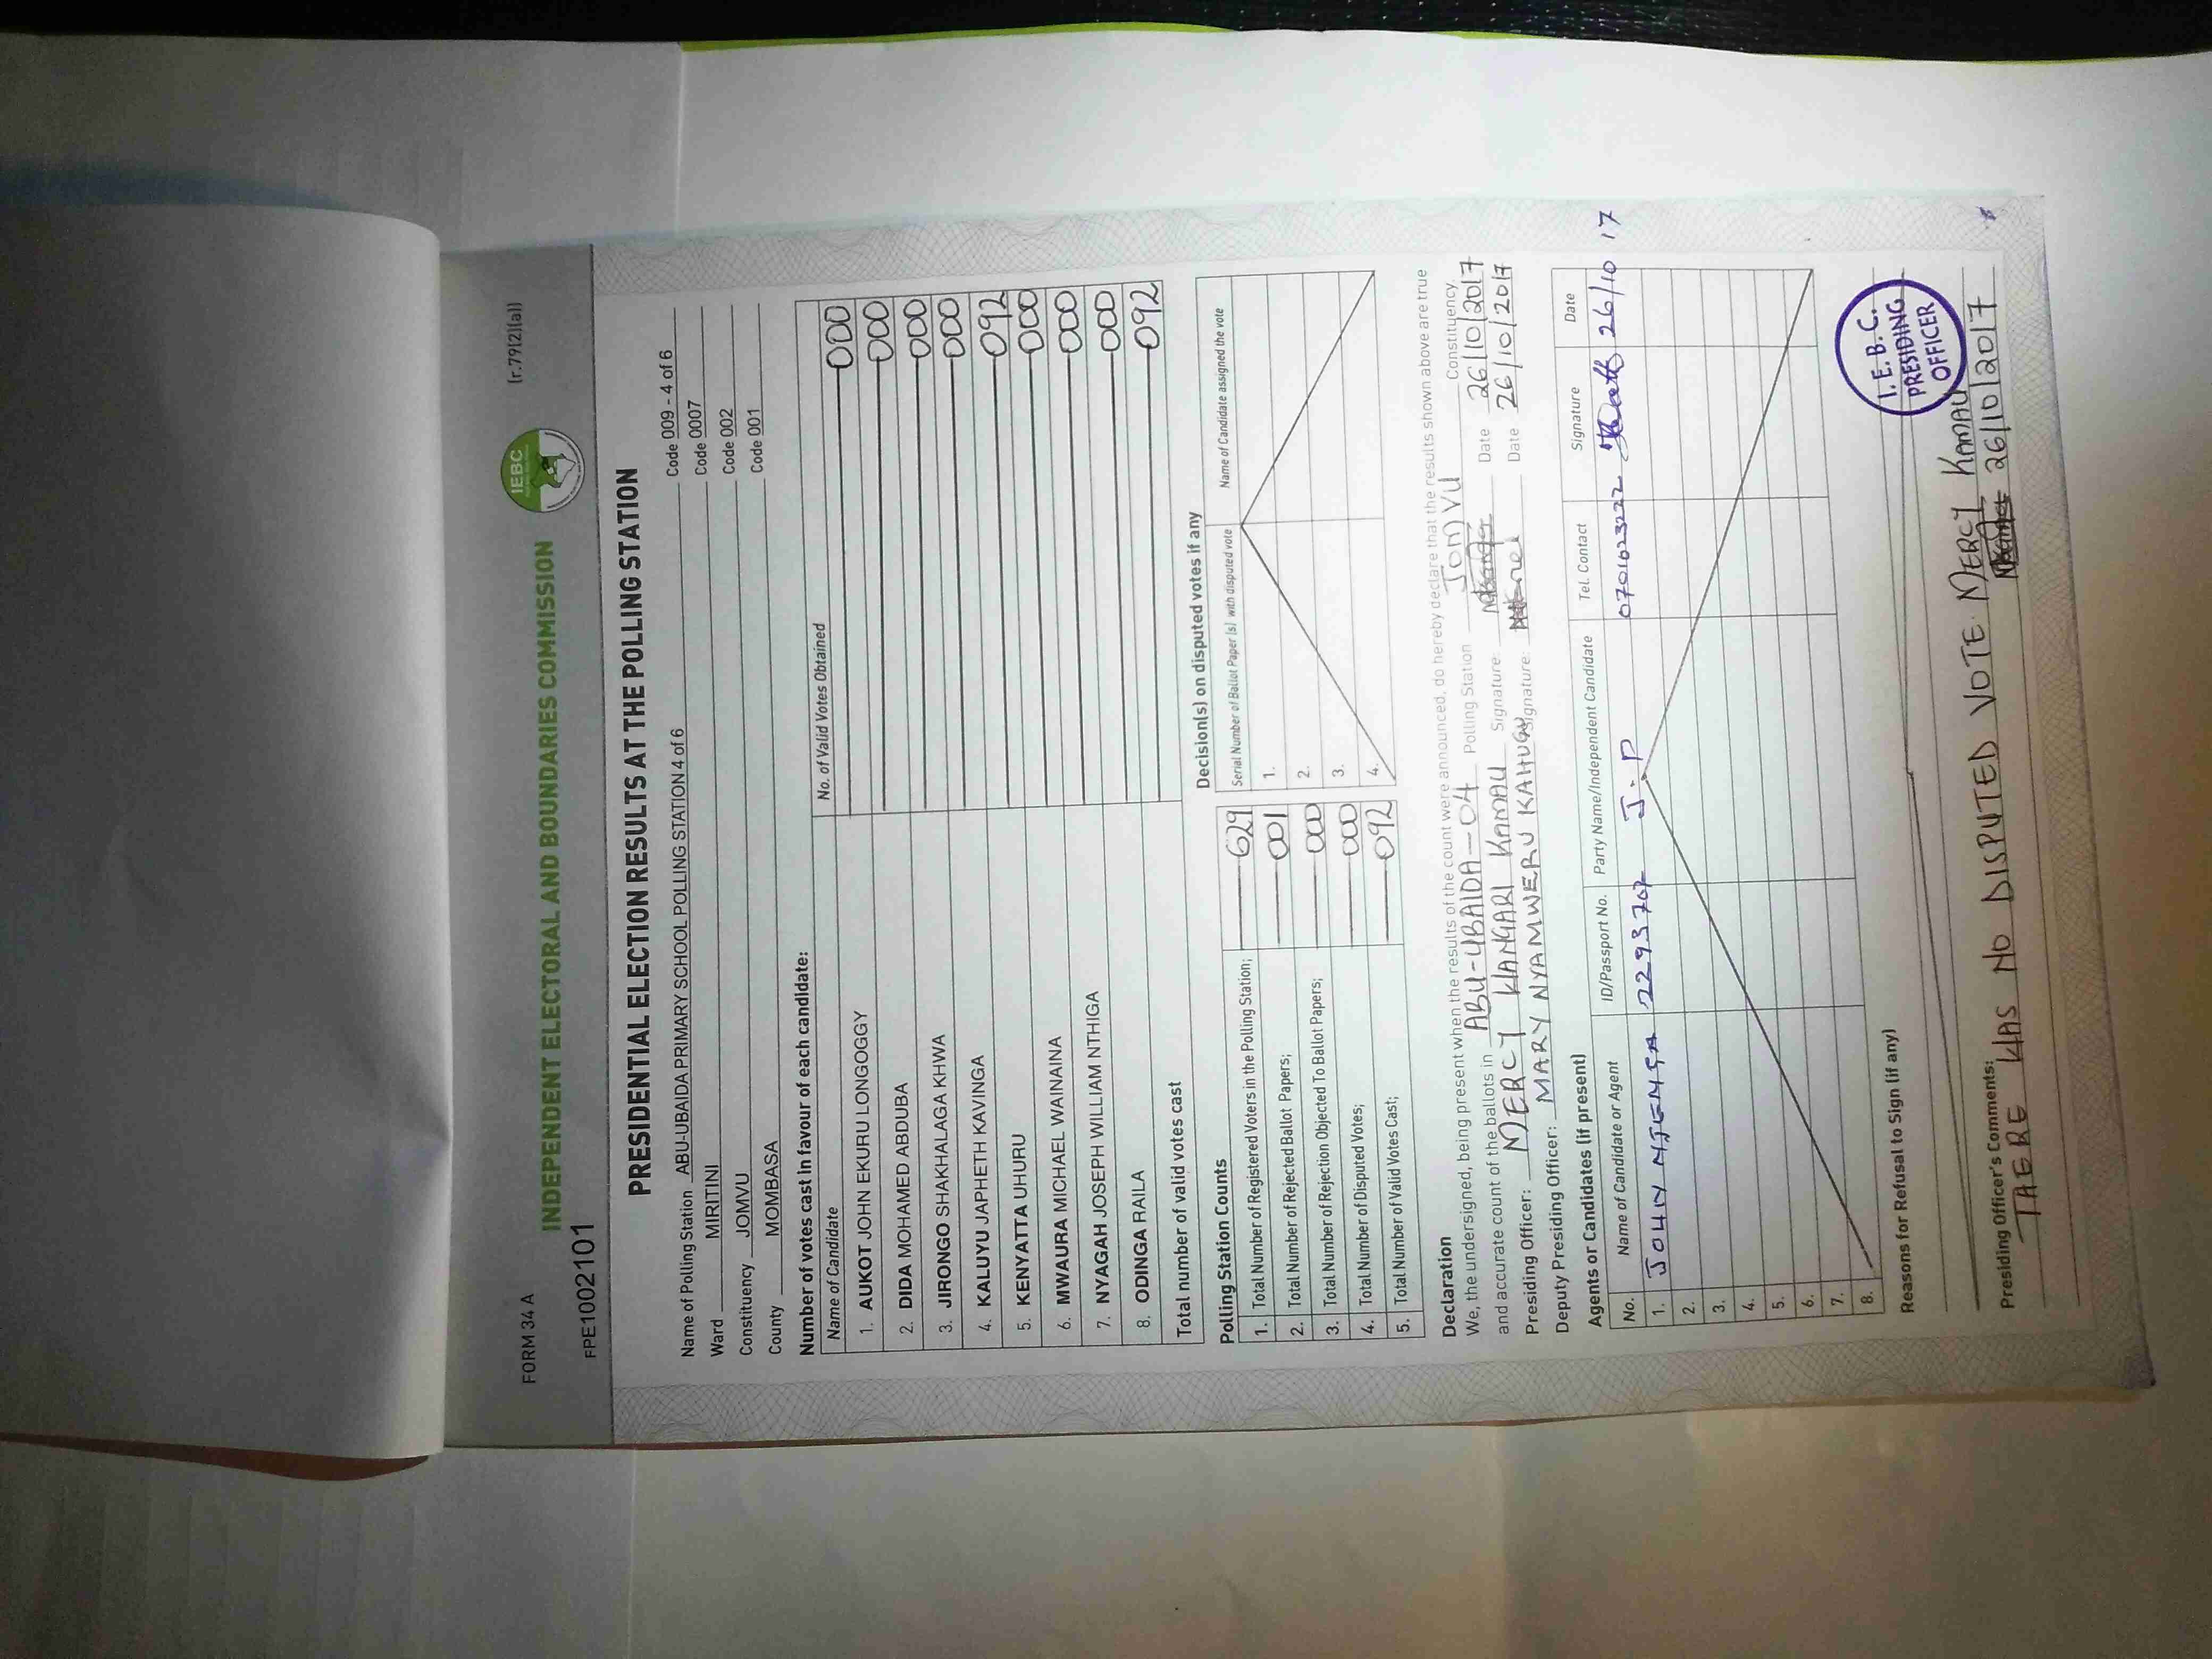 FORM 34 A
(r.79(2)(a))
INDEPENDENT ELECTORAL AND BOUNDARIES COMMISSION
IEBC
FPE1002101
PRESIDENTIAL ELECTION RESULTS AT THE POLLING STATION
Name of Polling Station ABU-UBAIDA PRIMARY SCHOOL POLLING STATION 4 of 6 Code 009 - 4 of 6
Ward MIRITINI Code 0007
Constituency JOMVU Code 002
County MOMBASA Code 001
Number of votes cast in favour of each candidate:
Name of Candidate No. of Valid Votes Obtained
1. AUKOT JOHN EKURU LONGOGGY 000
2. DIDA MOHAMED ABDUBA 000
3. JIRONGO SHAKHALAGA KHWA 000
4. KALUYU JAPHETH KAVINGA 000
5. KENYATTA UHURU 092
6. MWAURA MICHAEL WAINAINA 000
7. NYAGAH JOSEPH WILLIAM NTHIGA 000
8. ODINGA RAILA 000
Total number of valid votes cast 092
Polling Station Counts
1. Total Number of Registered Voters in the Polling Station; 629
2. Total Number of Rejected Ballot Papers; 001
3. Total Number of Rejection Objected To Ballot Papers; 000
4. Total Number of Disputed Votes; 000
5. Total Number of Valid Votes Cast; 092
Decision(s) on disputed votes if any
Serial Number of Ballot Paper (s) with disputed vote Name of Candidate assigned the vote
1.
2.
3.
4.
Declaration
We, the undersigned, being present when the results of the count were announced, do hereby declare that the results shown above are true
and accurate count of the ballots in ABU-UBAIDA-04 Polling Station JOMVU Constituency.
Presiding Officer: MERCY WANGARI KAMAU Signature: Date 26/10/2017
Deputy Presiding Officer: MARY NYAMWERU KAHUGU Signature: Date 26/10/2017
Agents or Candidates (if present)
No. Name of Candidate or Agent ID/Passport No. Party Name/Independent Candidate Tel. Contact Signature Date
1. JOHN NJENGA J.P 0701623222 26/10 17
2.
3.
4.
5.
6.
7.
8.
Reasons for Refusal to Sign (if any)
I.E.B.C.
PRESIDING
OFFICER
Presiding Officer's Comments:
THERE WAS NO DISPUTED VOTE. MERCY KAMAU
26/10/2017